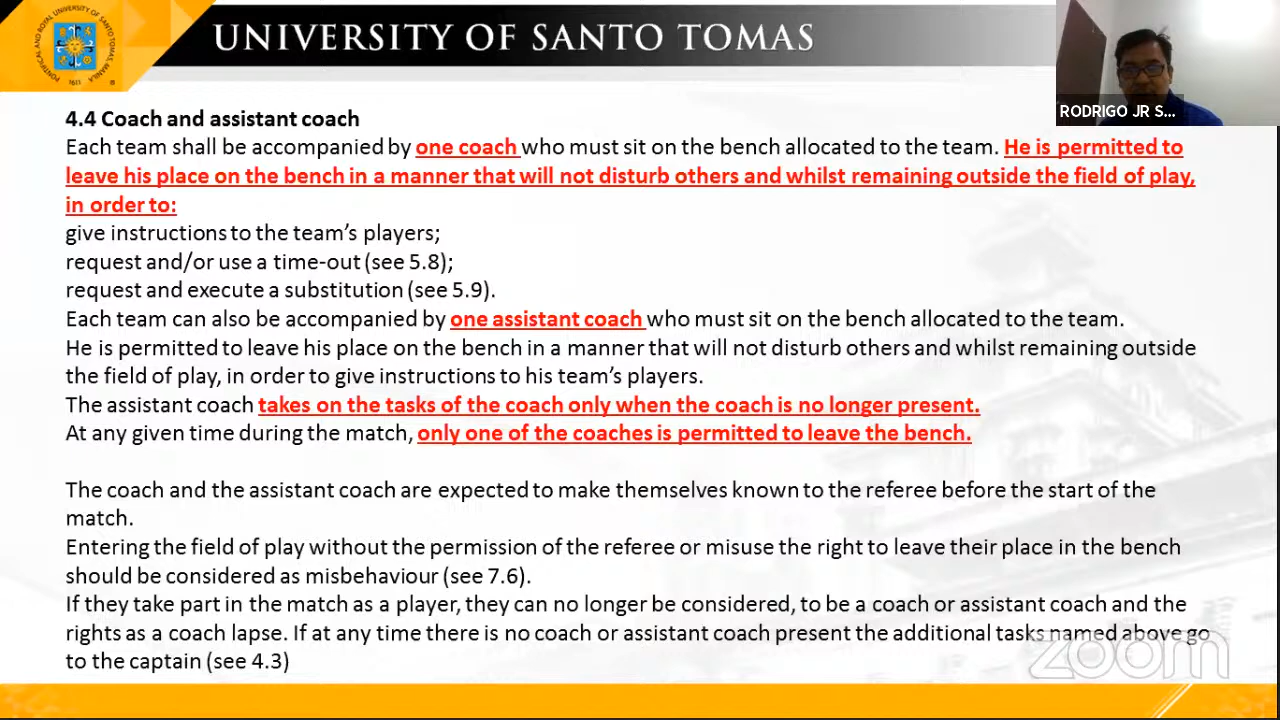 UNIVERSITY OF SANTO TOMAS
RODRIGO JR S...
4.4 Coach and assistant coach
Each team shall be accompanied by one coach who must sit on the bench allocated to the team. He is permitted to
leave his place on the bench in a manner that will not disturb others and whilst remaining outside the field of play,
in order to:
give instructions to the team's players;
request and/or use a time-out (see 5.8);
request and execute a substitution (see 5.9).
Each team can also be accompanied by one assistant coach who must sit on the bench allocated to the team.
He is permitted to leave his place on the bench in a manner that will not disturb others and whilst remaining outside
the field of play, in order to give instructions to his team's players.
The assistant coach takes on the tasks of the coach only when the coach is no longer present.
At any given time during the match, only one of the coaches is permitted to leave the bench.
The coach and the assistant coach are expected to make themselves known to the referee before the start of the
match.
Entering the field of play without the permission of the referee or misuse the right to leave their place in the bench
should be considered as misbehaviour (see 7.6).
If they take part in the match as a player, they can no longer be considered, to be a coach or assistant coach and the
rights as a coach lapse. If at any time there is no coach or assistant coach present the additional tasks named above go
to the captain (see 4.3)
zoom
PONTIFICAL AND ROYAL UNIVERSITY OF SANTO TOMAS, MANILA
1611